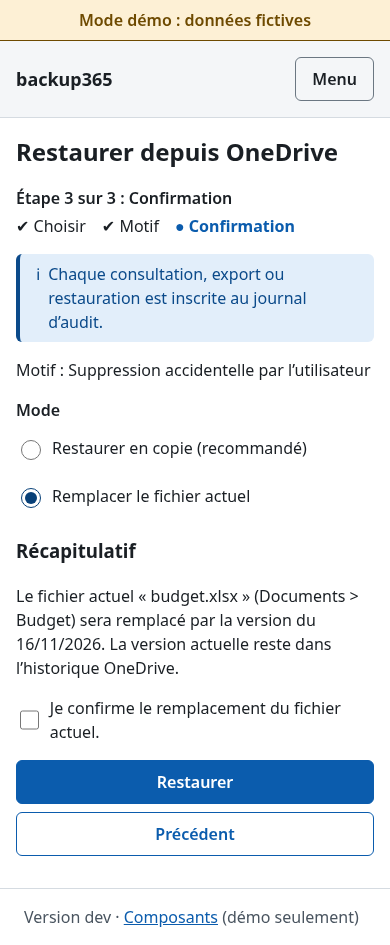 Mode démo : données fictives
backup365
Menu
Restaurer depuis OneDrive
Étape 3 sur 3 : Confirmation
✔ Choisir ✔ Motif ● Confirmation
i Chaque consultation, export ou
restauration est inscrite au journal
d’audit.
Motif : Suppression accidentelle par l’utilisateur
Mode
Restaurer en copie (recommandé)
Remplacer le fichier actuel
Récapitulatif
Le fichier actuel « budget.xlsx » (Documents >
Budget) sera remplacé par la version du
16/11/2026. La version actuelle reste dans
l’historique OneDrive.
Je confirme le remplacement du fichier
actuel.
Restaurer
Précédent
Version dev · Composants (démo seulement)